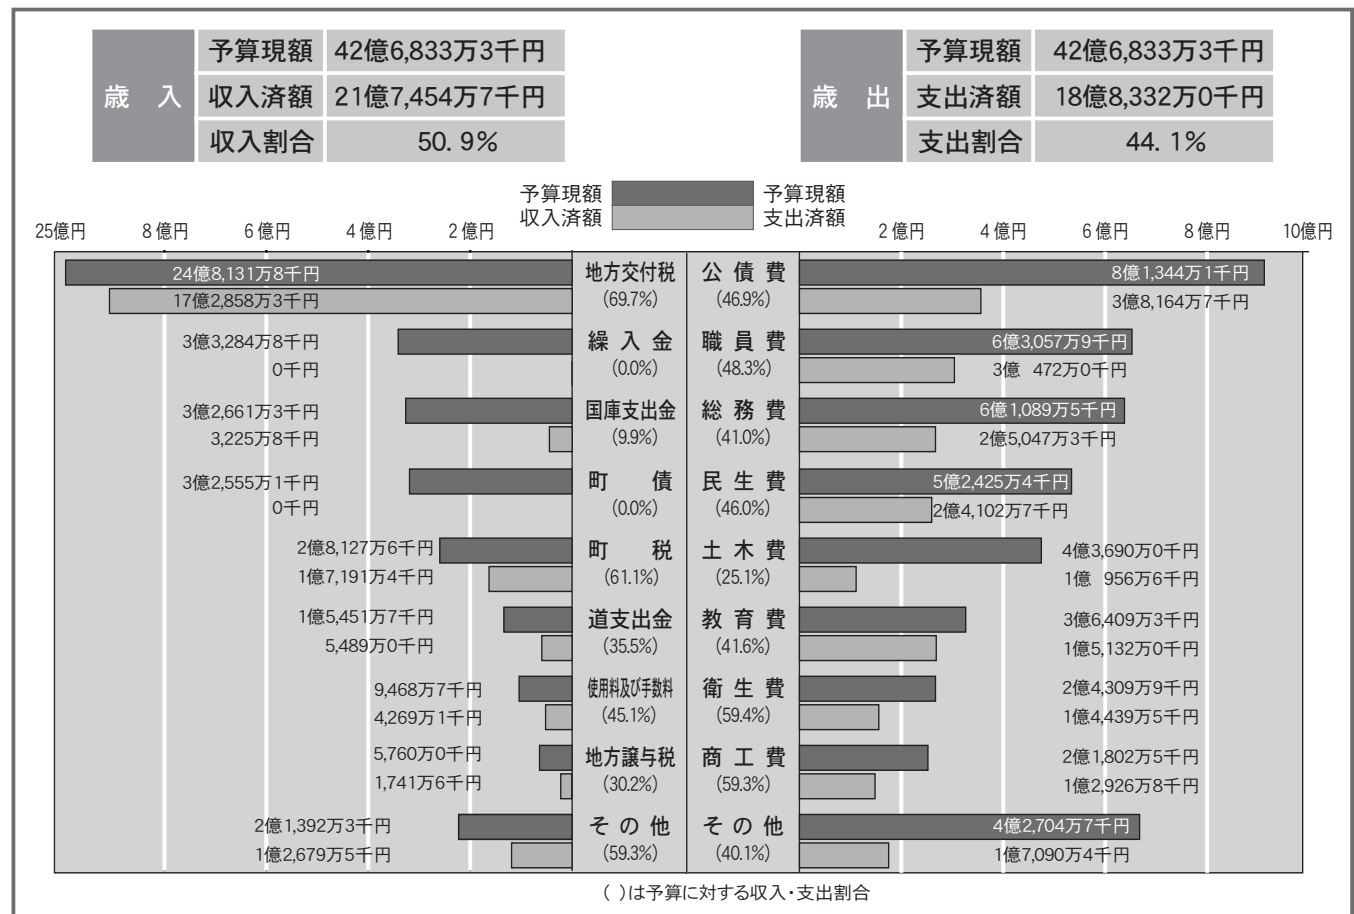 歳 入
予算現額 42億6,833万3千円
収入済額 21億7,454万7千円
収入割合 50.9%
歳 出
予算現額 42億6,833万3千円
支出済額 18億8,332万0千円
支出割合 44.1%
予算現額 予算現額
収入済額 支出済額
25億円 8億円 6億円 4億円 2億円 2億円 4億円 6億円 8億円 10億円
24億8,131万8千円 地方交付税 公債費 8億1,344万1千円
17億2,858万3千円 (69.7%) (46.9%) 3億8,164万7千円
3億3,284万8千円 繰入金 職員費 6億3,057万9千円
0千円 (0.0%) (48.3%) 3億 472万0千円
3億2,661万3千円 国庫支出金 総務費 6億1,089万5千円
3,225万8千円 (9.9%) (41.0%) 2億5,047万3千円
3億2,555万1千円 町債 民生費 5億2,425万4千円
0千円 (0.0%) (46.0%) 2億4,102万7千円
2億8,127万6千円 町税 土木費 4億3,690万0千円
1億7,191万4千円 (61.1%) (25.1%) 1億 956万6千円
1億5,451万7千円 道支出金 教育費 3億6,409万3千円
5,489万0千円 (35.5%) (41.6%) 1億5,132万0千円
9,468万7千円 使用料及び手数料 衛生費 2億4,309万9千円
4,269万1千円 (45.1%) (59.4%) 1億4,439万5千円
5,760万0千円 地方譲与税 商工費 2億1,802万5千円
1,741万6千円 (30.2%) (59.3%) 1億2,926万8千円
2億1,392万3千円 その他 その他 4億2,704万7千円
1億2,679万5千円 (59.3%) (40.1%) 1億7,090万4千円
( )は予算に対する収入・支出割合